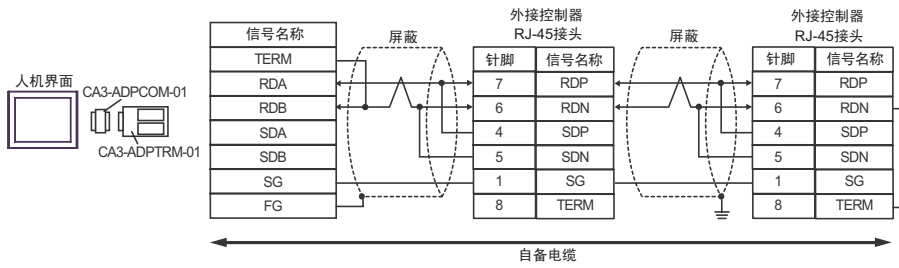 外接控制器
RJ-45接头
外接控制器
RJ-45接头
信号名称
屏蔽
针脚 信号名称
屏蔽
针脚 信号名称
TERM
人机界面
RDA
7 RDP
7 RDP
CA3-ADPCOM-01
RDB
6 RDN
6 RDN
SDA
4 SDP
4 SDP
CA3-ADPTRM-01
SDB
5 SDN
5 SDN
SG
1 SG
1 SG
FG
8 TERM
8 TERM
自备电缆